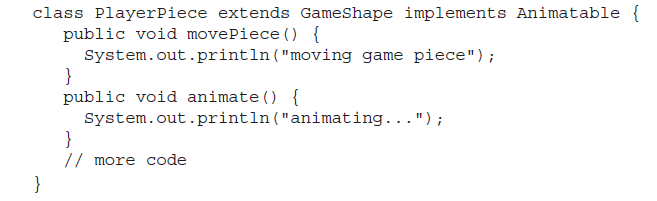 class PlayerPiece extends GameShape implements Animatable {
public void movePiece() {
System.out.println("moving game piece");
}
public void animate() {
System.out.println("animating...");
}
// more code
}